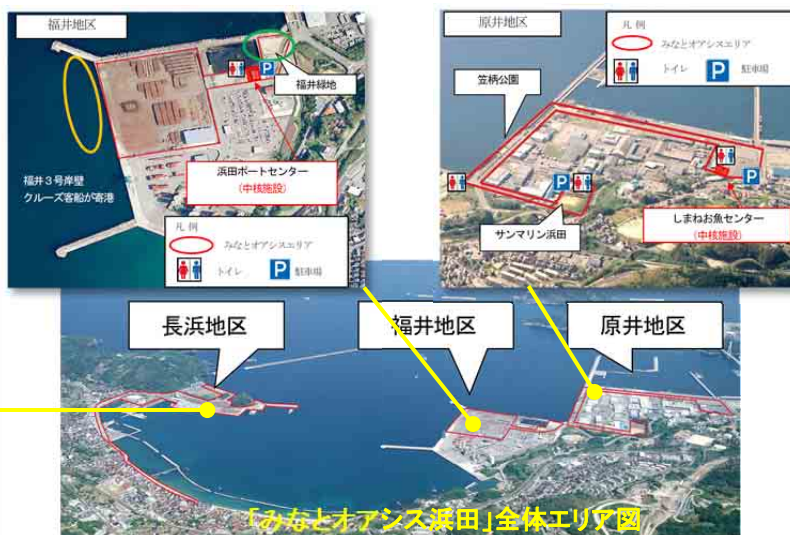 福井地区
福井緑地
P
浜田ポートセンター
(中核施設)
福井３号岸壁
クルーズ客船が寄港
凡 例
みなとオアシスエリア
トイレ
P
駐車場
原井地区
凡 例
みなとオアシスエリア
トイレ
P
駐車場
笠柄公園
P
P
サンマリン浜田
しまねお魚センター
(中核施設)
長浜地区
福井地区
原井地区
「みなとオアシス浜田」全体エリア図